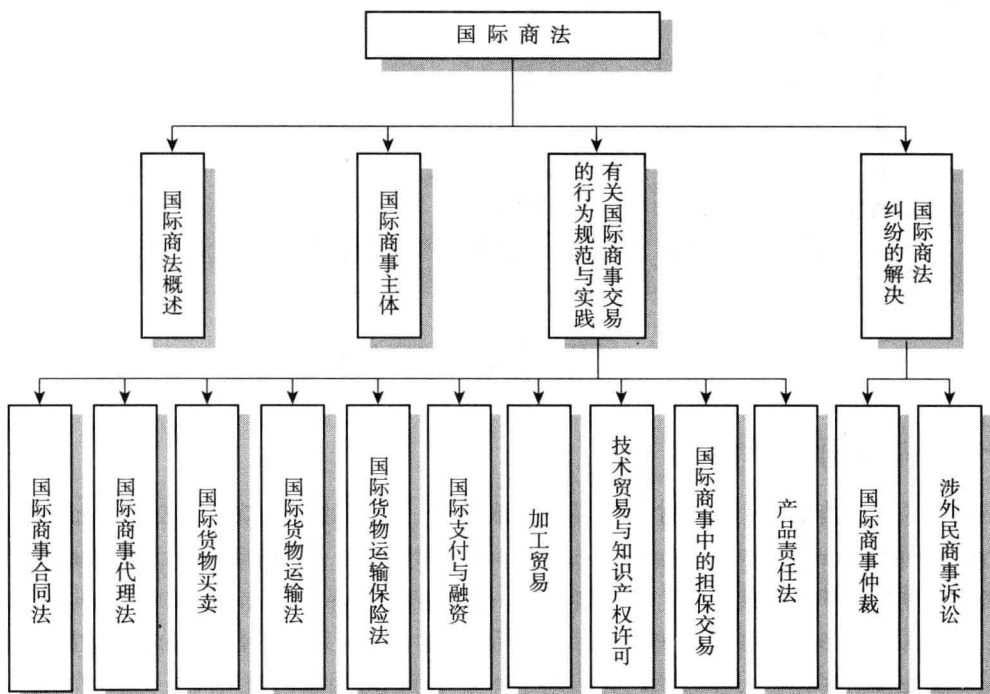 国际商法
国际商法概述
国际商事主体
有关国际商事交易
的行为规范与实践
国际商法
纠纷的解决
国际商事合同法
国际商事代理法
国际货物买卖
国际货物运输法
国际货物运输保险法
国际支付与融资
加工贸易
技术贸易与知识产权许可
国际商事中的担保交易
产品责任法
国际商事仲裁
涉外民商事诉讼